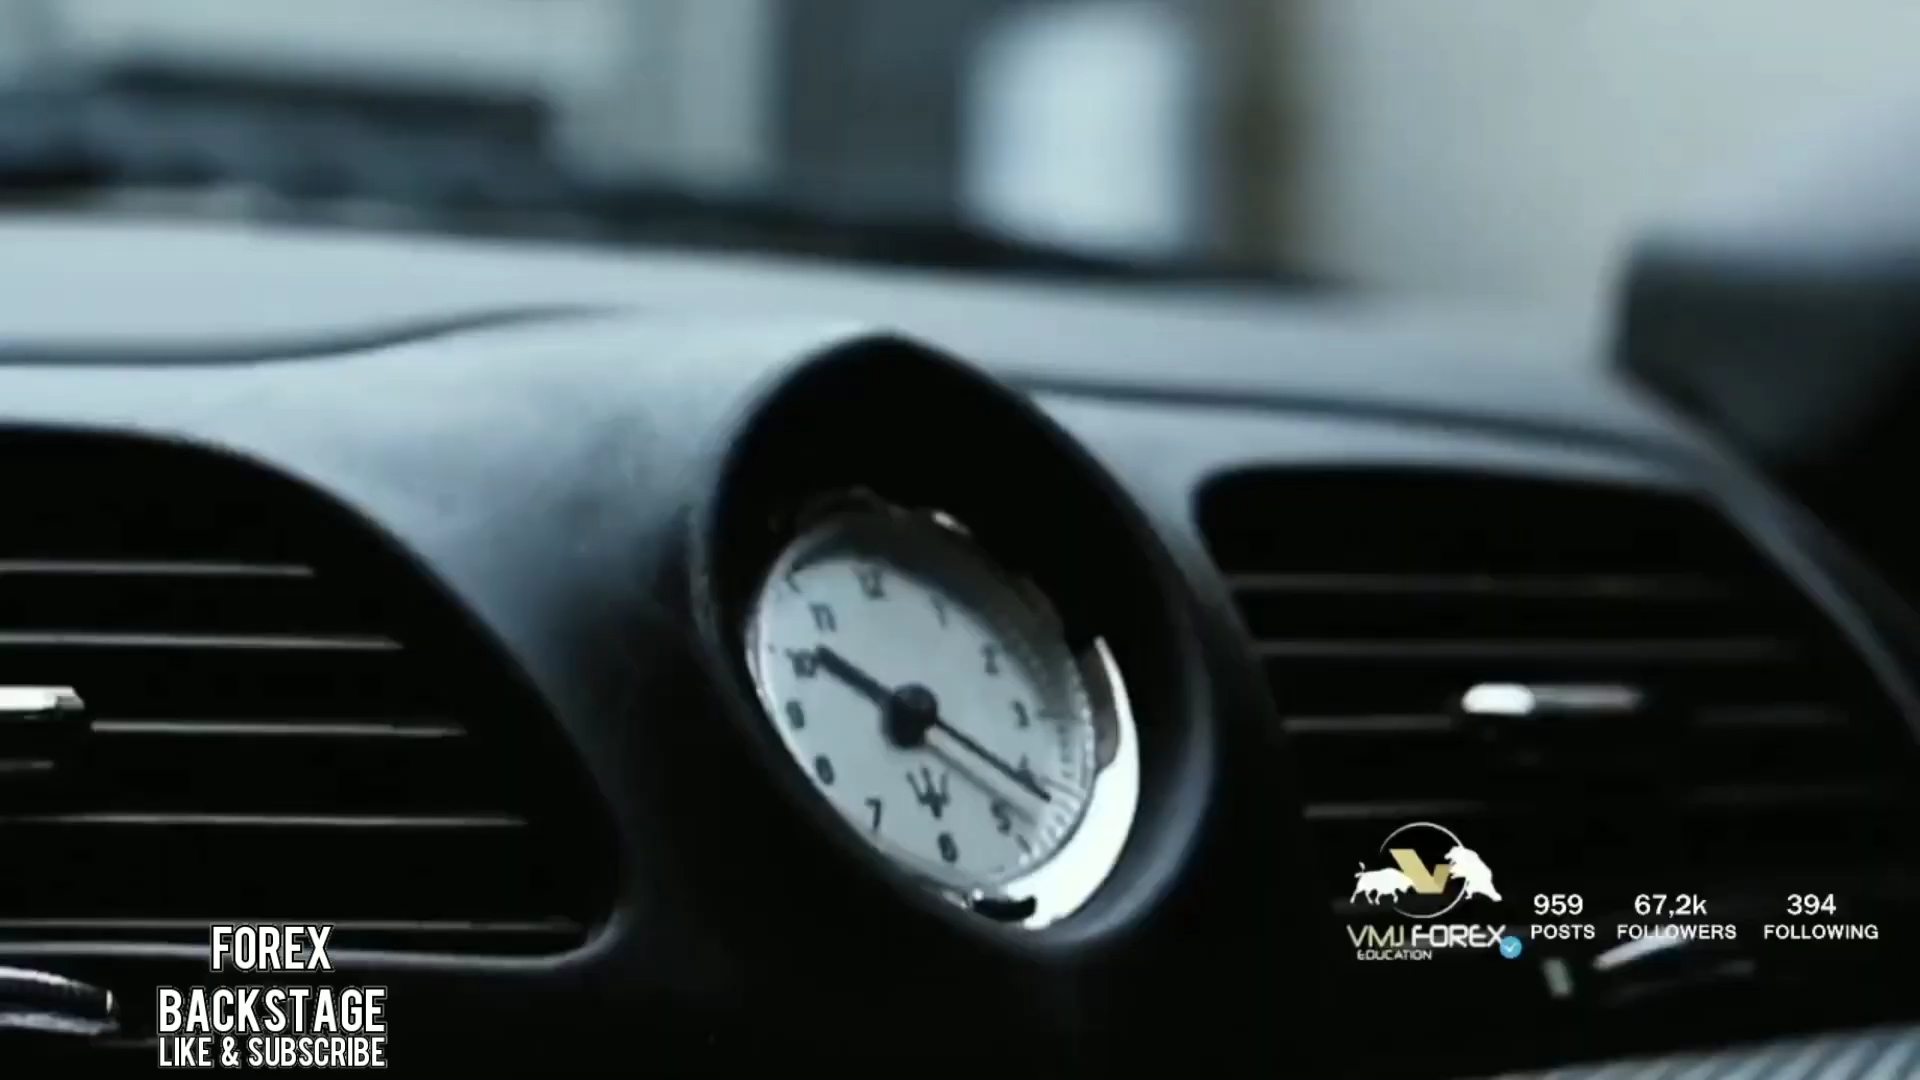 12
11
1
10
2
9
3
8
4
7
5
6
VMJ FOREX
EDUCATION
959
POSTS
67,2k
FOLLOWERS
394
FOLLOWING
FOREX
BACKSTAGE
LIKE & SUBSCRIBE